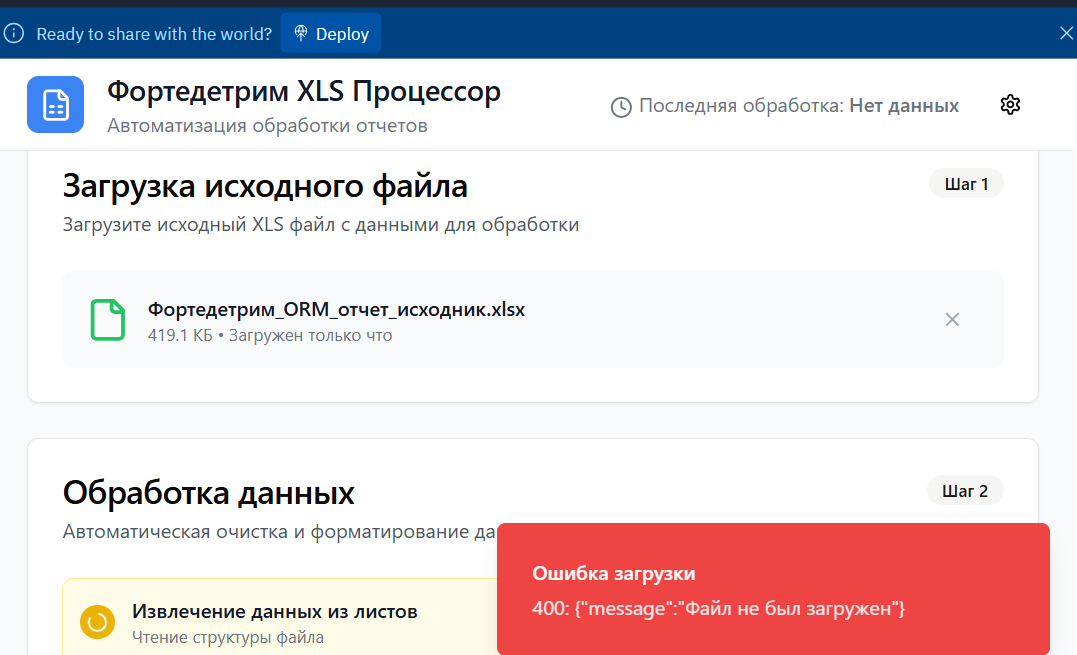 Ready to share with the world? Deploy
Фортедетрим XLS Процессор
Автоматизация обработки отчетов
Последняя обработка: Нет данных
Загрузка исходного файла
Шаг 1
Загрузите исходный XLS файл с данными для обработки
Фортедетрим_ORM_отчет_исходник.xlsx
419.1 КБ • Загружен только что
Обработка данных
Шаг 2
Автоматическая очистка и форматирование да
Ошибка загрузки
400: {"message":"Файл не был загружен"}
Извлечение данных из листов
Чтение структуры файла